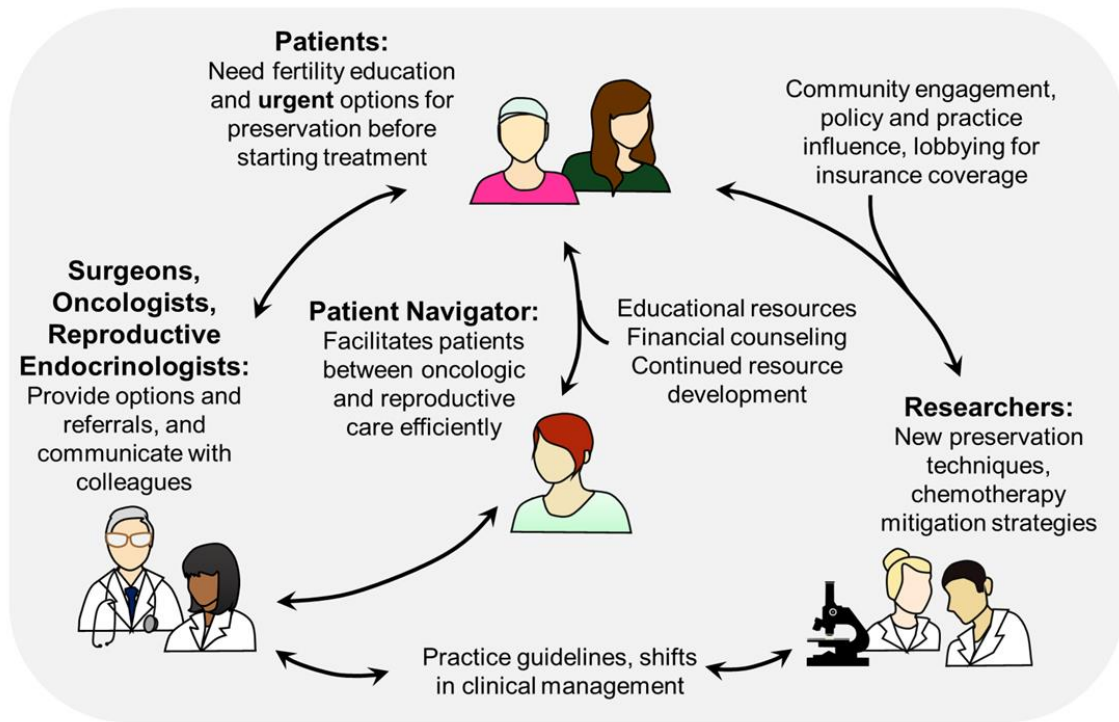 Patients:
Need fertility education
and urgent options for
preservation before
starting treatment
Community engagement,
policy and practice
influence, lobbying for
insurance coverage
Surgeons,
Oncologists,
Reproductive
Endocrinologists:
Provide options and
referrals, and
communicate with
colleagues
Patient Navigator:
Facilitates patients
between oncologic
and reproductive
care efficiently
Educational resources
Financial counseling
Continued resource
development
Researchers:
New preservation
techniques,
chemotherapy
mitigation strategies
Practice guidelines, shifts
in clinical management